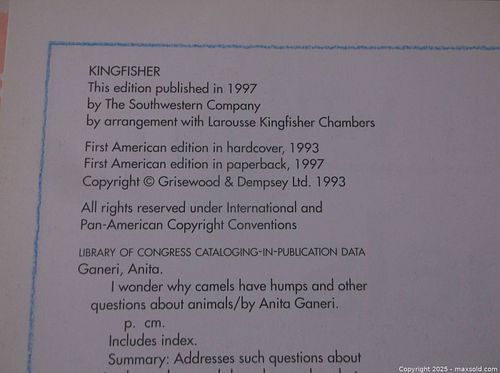 KINGFISHER
This edition published in 1997
by The Southwestern Company
by arrangement with Larousse Kingfisher Chambers
First American edition in hardcover, 1993
First American edition in paperback, 1997
Copyright © Grisewood & Dempsey Ltd. 1993
All rights reserved under International and
Pan-American Copyright Conventions
LIBRARY OF CONGRESS CATALOGING-IN-PUBLICATION DATA
Ganeri, Anita.
I wonder why camels have humps and other
questions about animals/by Anita Ganeri.
p. cm.
Includes index.
Summary: Addresses such questions about
Copyright 2025 - maxsold.com